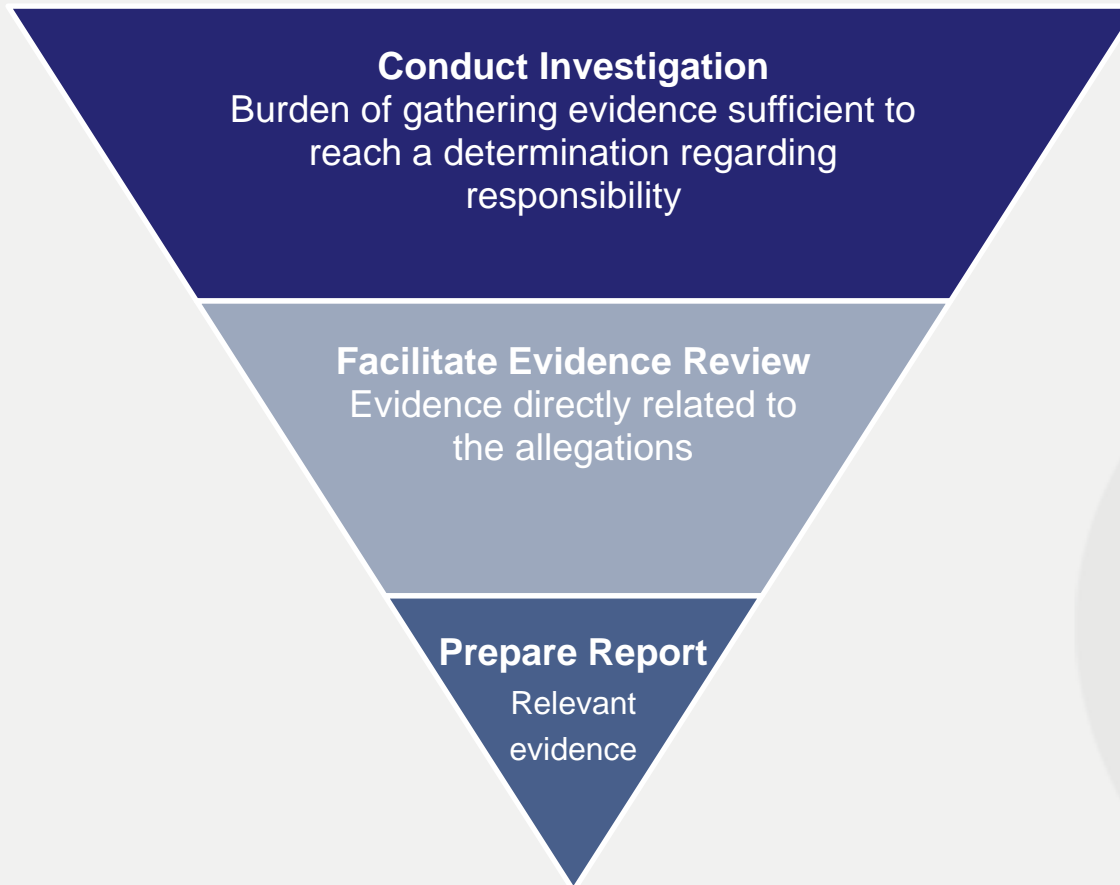 Conduct Investigation
Burden of gathering evidence sufficient to
reach a determination regarding
responsibility
Facilitate Evidence Review
Evidence directly related to
the allegations
Prepare Report
Relevant
evidence